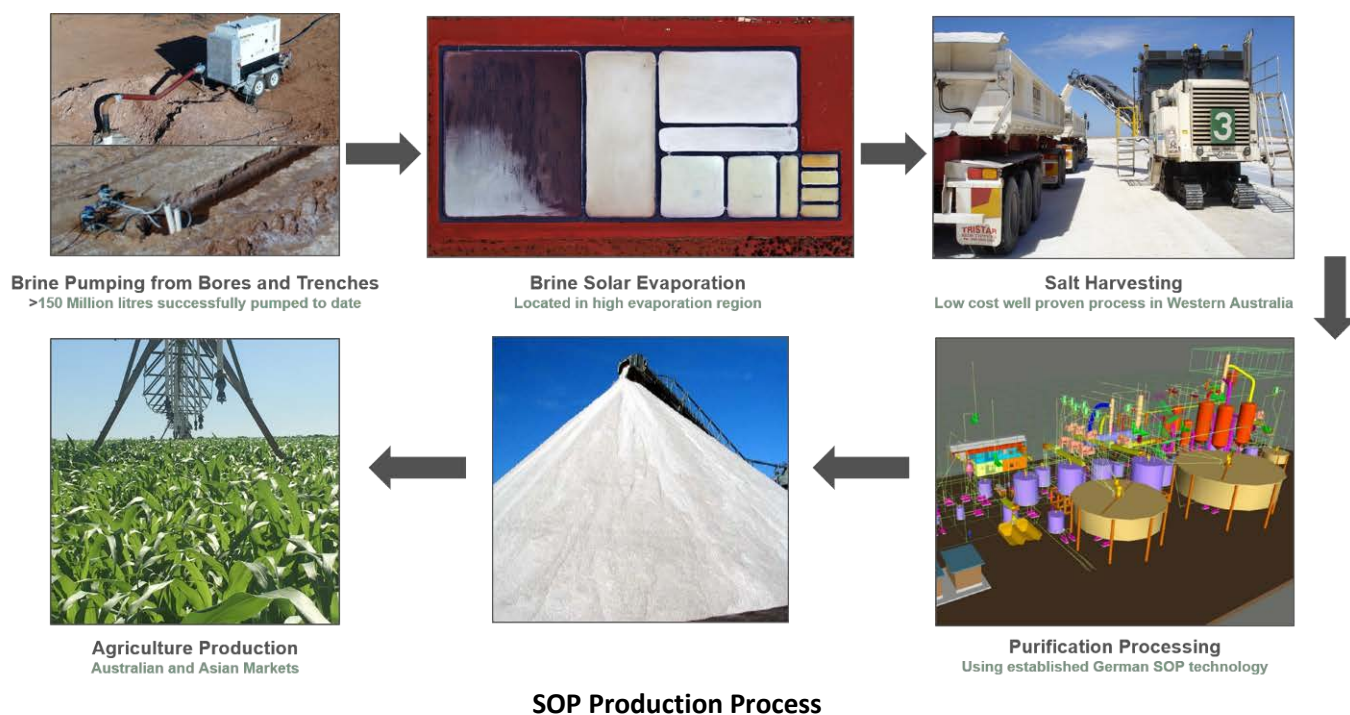 Brine Pumping from Bores and Trenches
>150 Million litres successfully pumped to date
Brine Solar Evaporation
Located in high evaporation region
3
TRISTAR
Salt Harvesting
Low cost well proven process in Western Australia
Agriculture Production
Australian and Asian Markets
Purification Processing
Using established German SOP technology
SOP Production Process